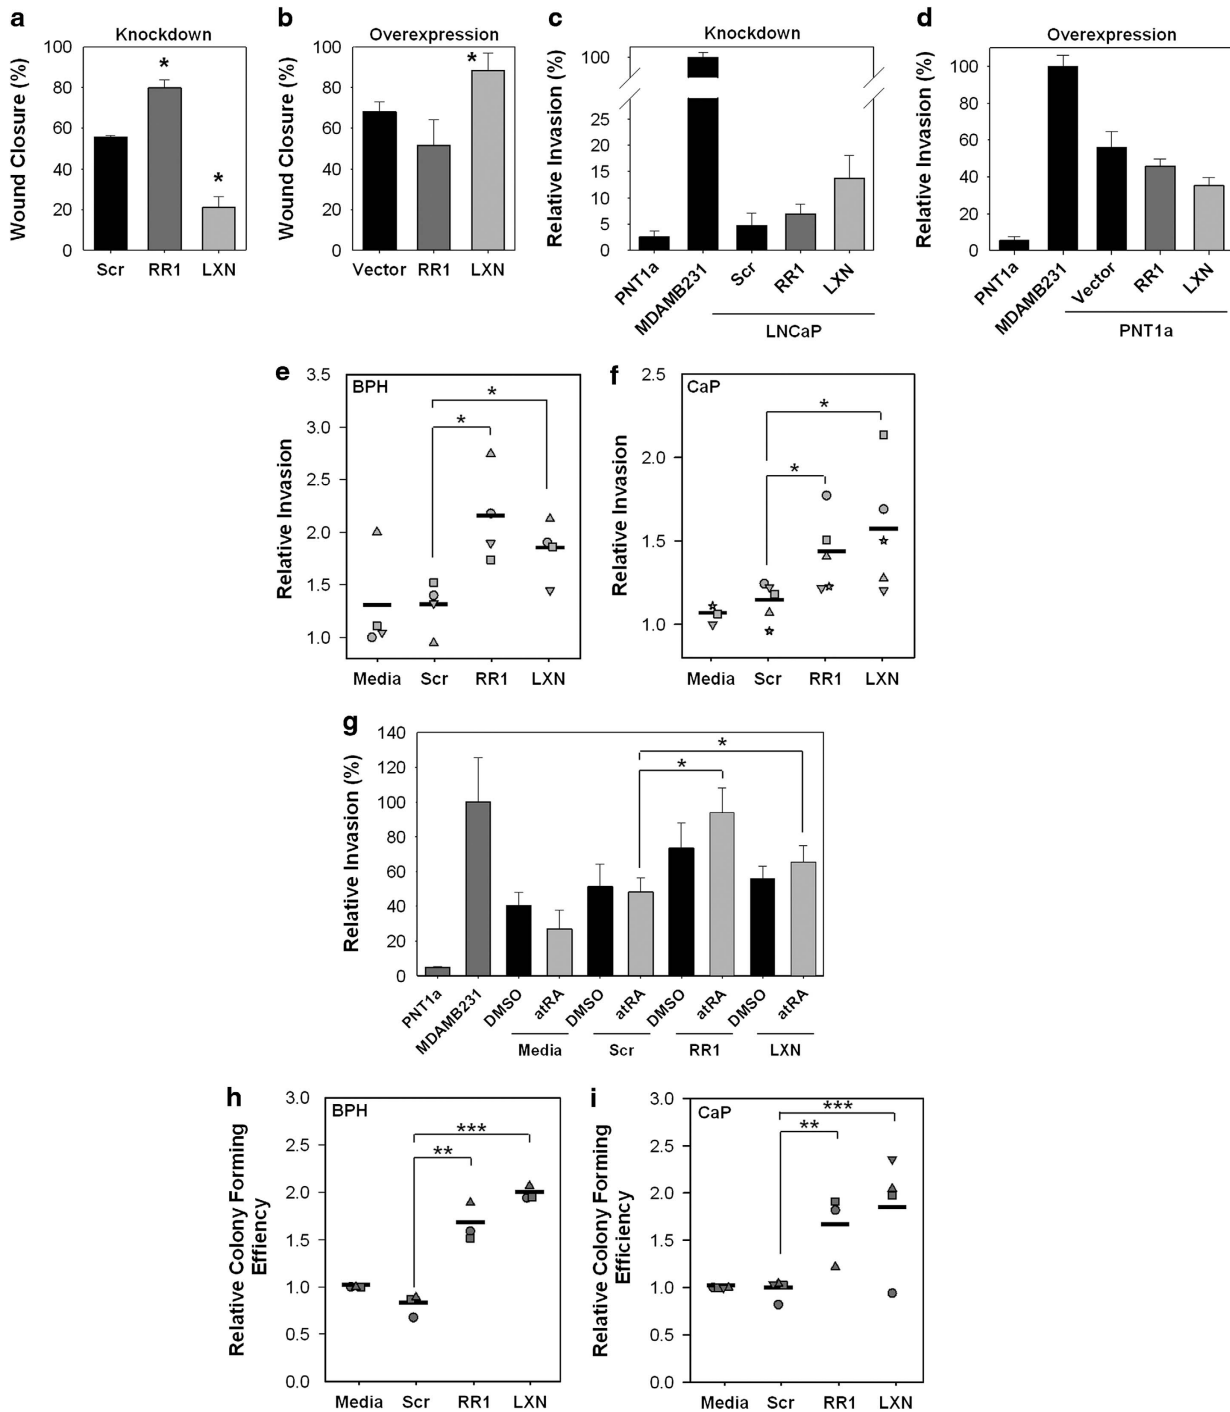 a
Knockdown
Wound Closure (%)
100
80
60
40
20
0
*
*
Scr RR1 LXN
b
Overexpression
Wound Closure (%)
100
80
60
40
20
0
*
Vector RR1 LXN
c
Knockdown
Relative Invasion (%)
100
25
20
15
10
5
0
PNT1a MDAMB231 Scr RR1 LXN
LNCaP
d
Overexpression
Relative Invasion (%)
100
80
60
40
20
0
PNT1a MDAMB231 Vector RR1 LXN
PNT1a
e
BPH
Relative Invasion
3.5
3.0
2.5
2.0
1.5
1.0
*
*
Media Scr RR1 LXN
f
CaP
Relative Invasion
2.5
2.0
1.5
1.0
*
*
Media Scr RR1 LXN
g
Relative Invasion (%)
140
120
100
80
60
40
20
0
*
*
PNT1a MDAMB231 DMSO atRA DMSO atRA DMSO atRA DMSO atRA
Media Scr RR1 LXN
h
BPH
Relative Colony Forming
Effiency
3.0
2.5
2.0
1.5
1.0
0.5
0.0
***
**
Media Scr RR1 LXN
i
CaP
Relative Colony Forming
Efficiency
3.0
2.5
2.0
1.5
1.0
0.5
0.0
***
**
Media Scr RR1 LXN